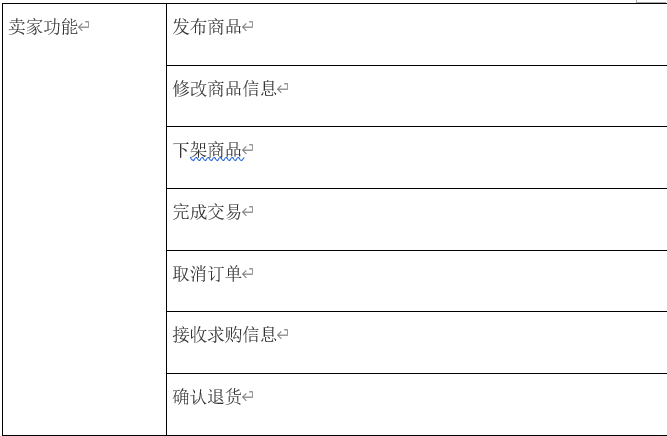 卖家功能
发布商品
修改商品信息
下架商品
完成交易
取消订单
接收求购信息
确认退货